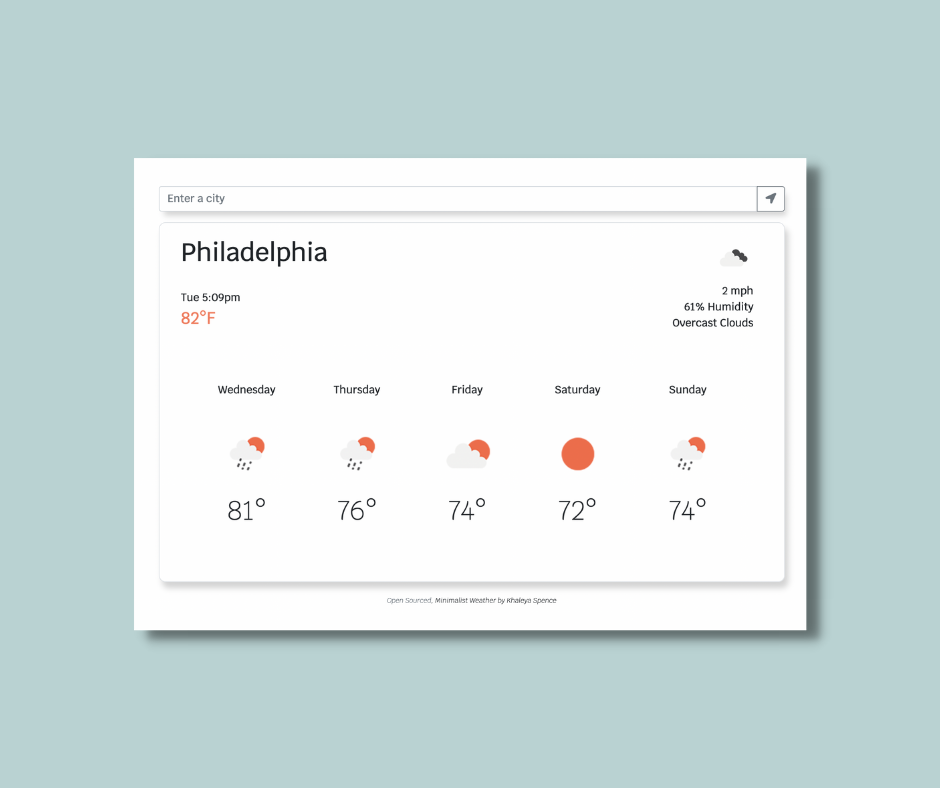 Enter a city
Philadelphia
Tue 5:09pm
82°F
2 mph
61% Humidity
Overcast Clouds
Wednesday Thursday Friday Saturday Sunday
81° 76° 74° 72° 74°
Open Sourced, Minimalist Weather by Khaleya Spence